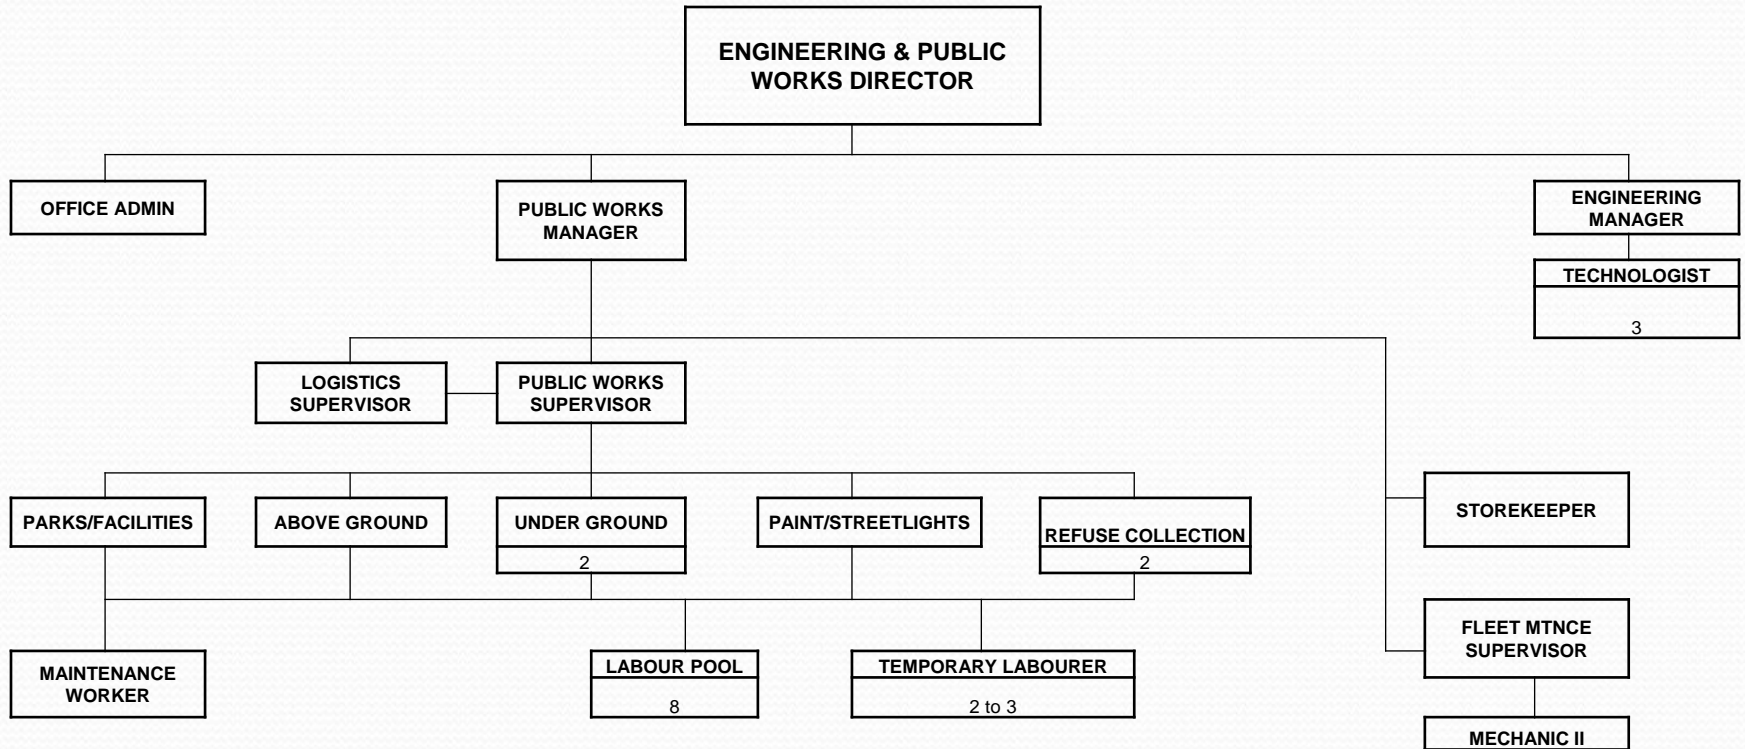 ENGINEERING & PUBLIC
WORKS DIRECTOR
OFFICE ADMIN
PUBLIC WORKS
MANAGER
ENGINEERING
MANAGER
TECHNOLOGIST
3
LOGISTICS
SUPERVISOR
PUBLIC WORKS
SUPERVISOR
PARKS/FACILITIES
ABOVE GROUND
UNDER GROUND
2
PAINT/STREETLIGHTS
REFUSE COLLECTION
2
STOREKEEPER
MAINTENANCE
WORKER
LABOUR POOL
8
TEMPORARY LABOURER
2 to 3
FLEET MTNCE
SUPERVISOR
MECHANIC II